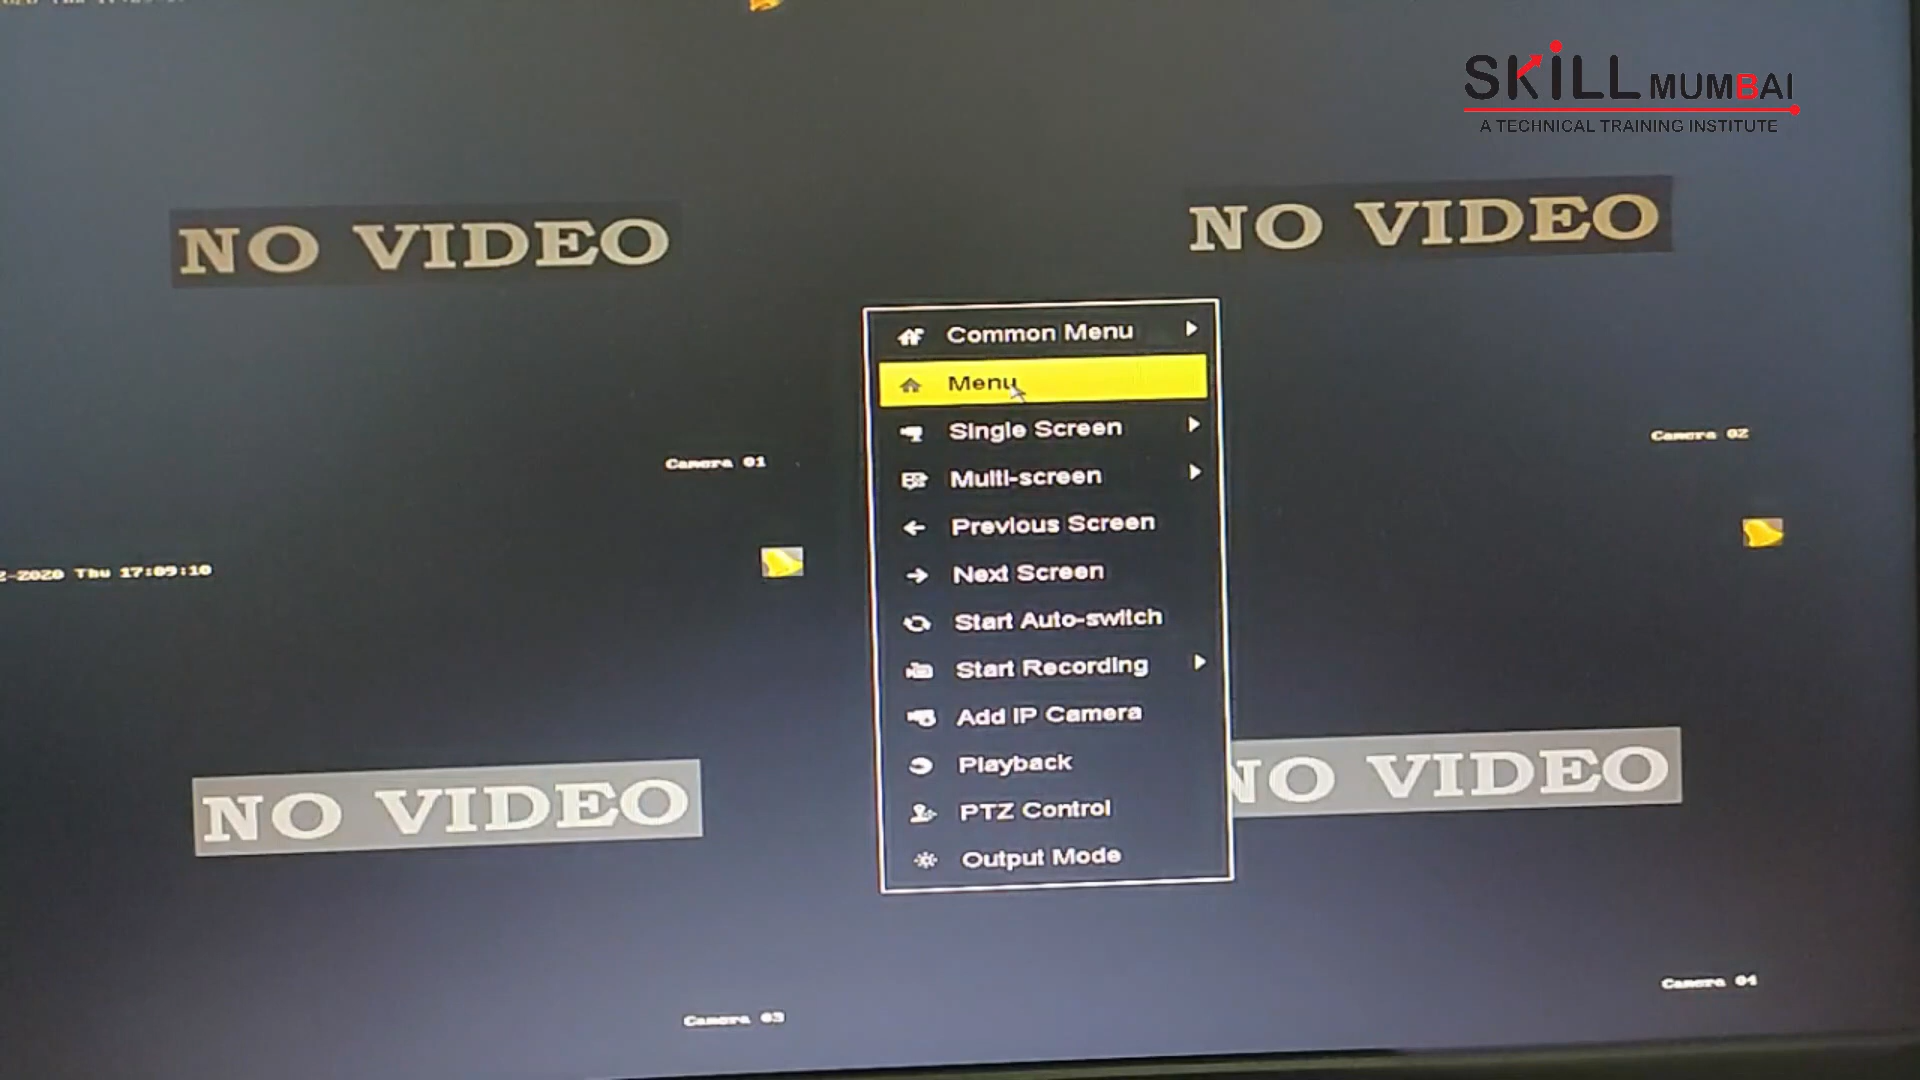 SKILL MUMBAI
A TECHNICAL TRAINING INSTITUTE
NO VIDEO
NO VIDEO
Common Menu
Menu
Single Screen
Multi-screen
Previous Screen
Next Screen
Start Auto-switch
Start Recording
Add IP Camera
Playback
PTZ Control
Output Mode
Camera 01
Camera 02
2020 Thu 17:09:10
NO VIDEO
NO VIDEO
Camera 03
Camera 04